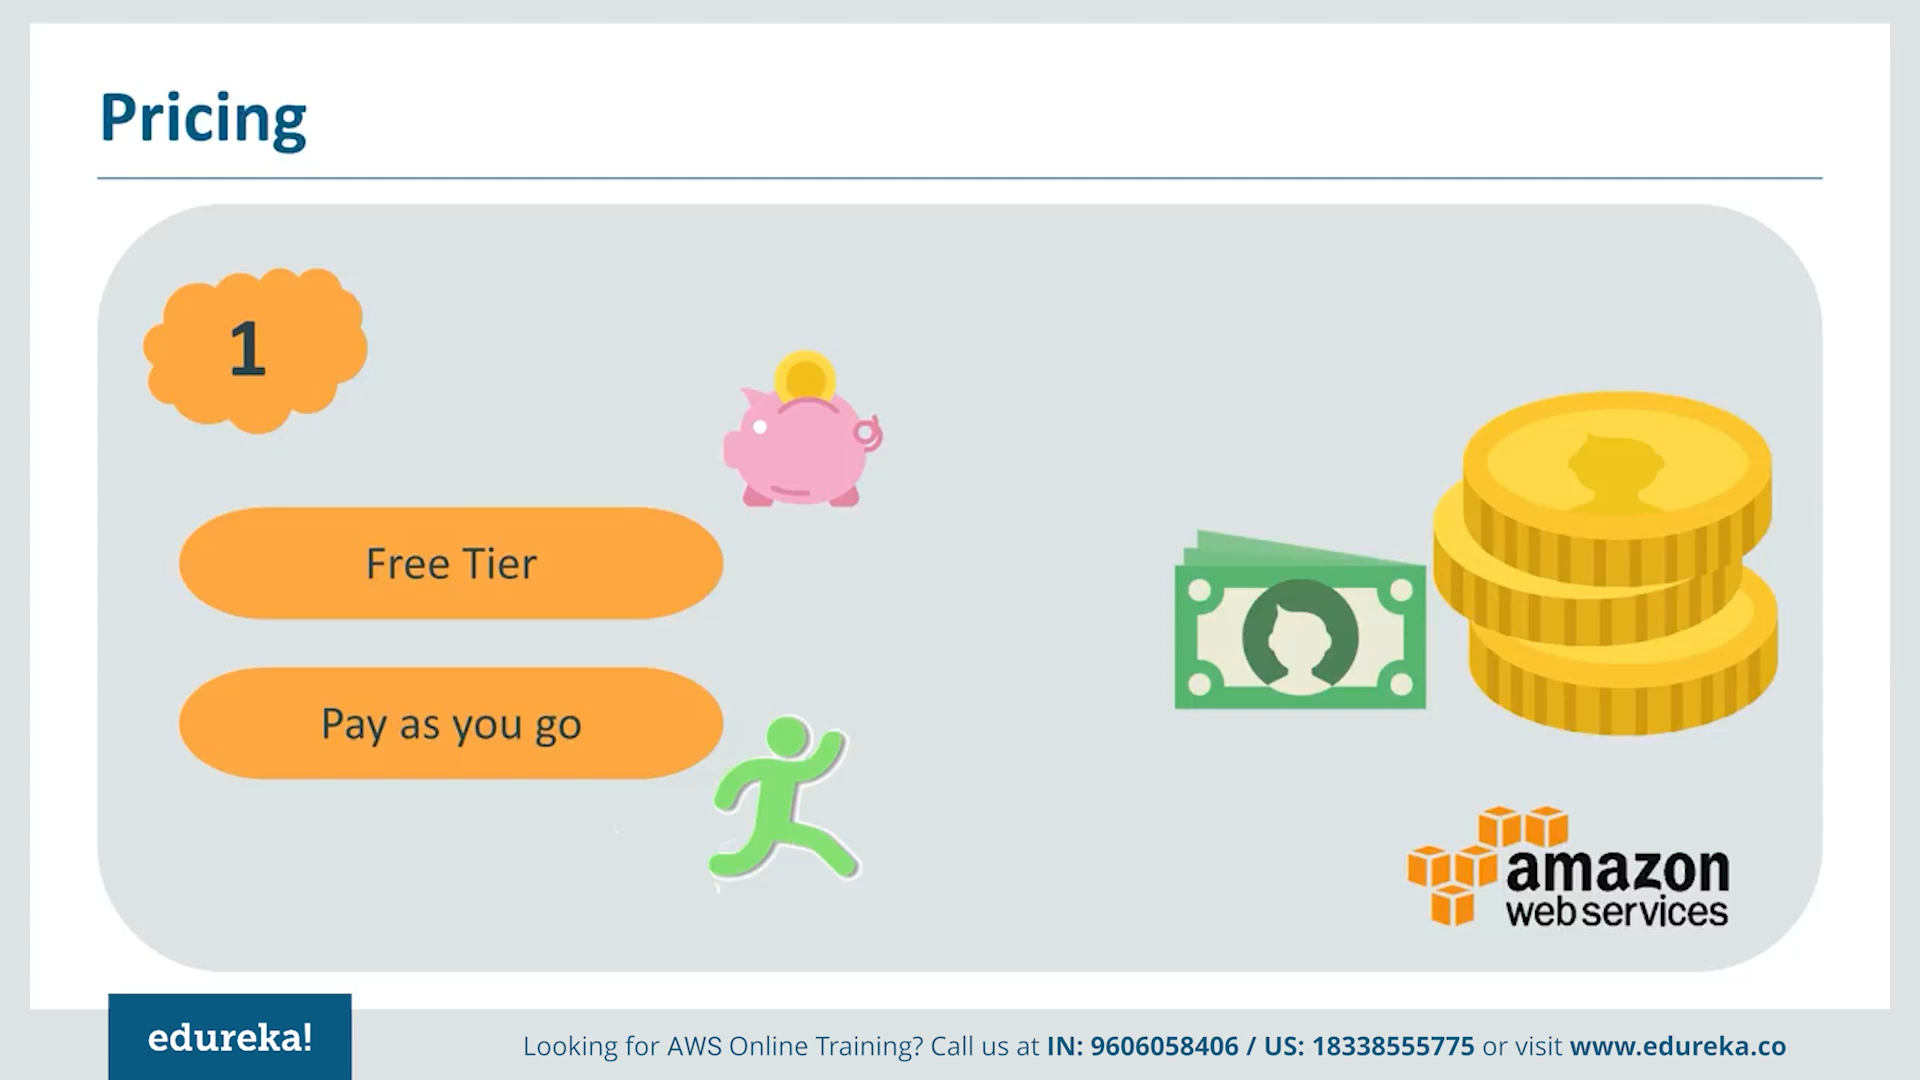 Pricing
1
Free Tier
Pay as you go
amazon
web services
edureka!
Looking for AWS Online Training? Call us at IN: 9606058406 / US: 18338555775 or visit www.edureka.co